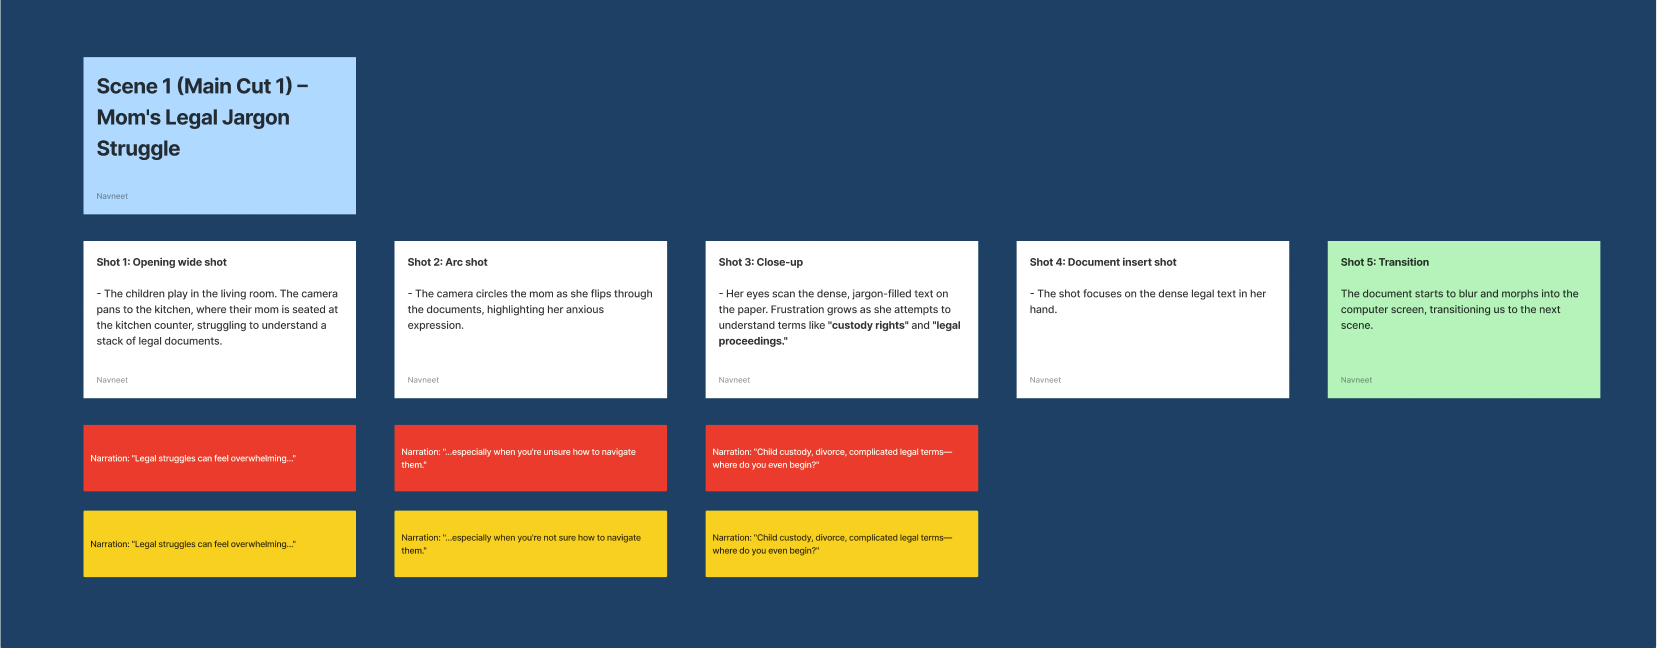 Scene 1 (Main Cut 1) –
Mom's Legal Jargon
Struggle
Navneet
Shot 1: Opening wide shot
- The children play in the living room. The camera
pans to the kitchen, where their mom is seated at
the kitchen counter, struggling to understand a
stack of legal documents.
Navneet
Shot 2: Arc shot
- The camera circles the mom as she flips through
the documents, highlighting her anxious
expression.
Navneet
Shot 3: Close-up
- Her eyes scan the dense, jargon-filled text on
the paper. Frustration grows as she attempts to
understand terms like "custody rights" and "legal
proceedings."
Navneet
Shot 4: Document insert shot
- The shot focuses on the dense legal text in her
hand.
Navneet
Shot 5: Transition
The document starts to blur and morphs into the
computer screen, transitioning us to the next
scene.
Navneet
Narration: "Legal struggles can feel overwhelming..."
Narration: "...especially when you're unsure how to navigate
them."
Narration: "Child custody, divorce, complicated legal terms—
where do you even begin?"
Narration: "Legal struggles can feel overwhelming..."
Narration: "...especially when you're not sure how to navigate
them."
Narration: "Child custody, divorce, complicated legal terms—
where do you even begin?"